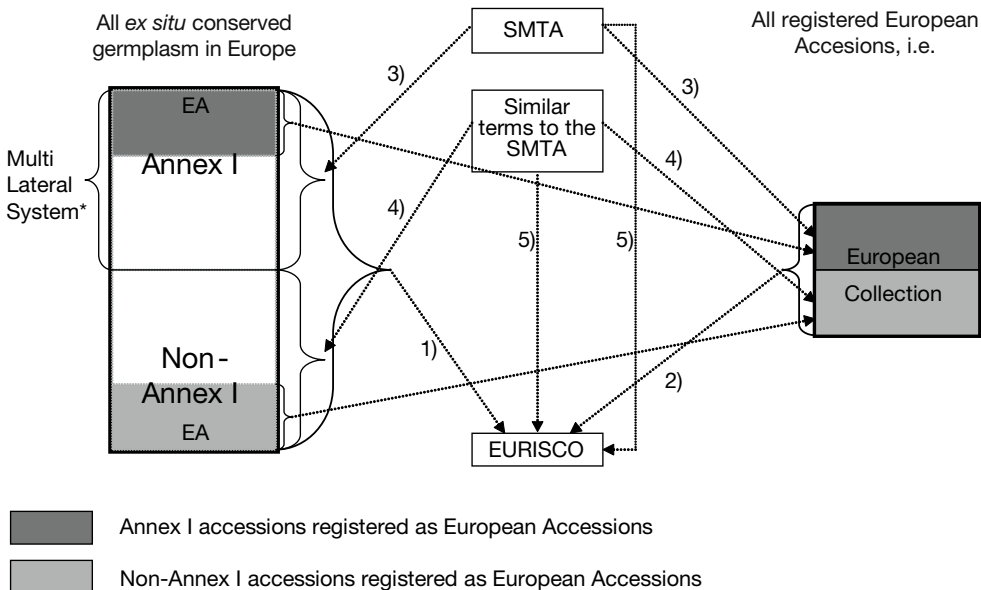 All ex situ conserved
germplasm in Europe
SMTA
All registered European
Accesions, i.e.
3)
3)
EA
Similar
terms to the
SMTA
Annex I
Multi
Lateral
System*
4)
4)
5)
5)
European
Collection
Non-
Annex I
EA
1)
2)
EURISCO
Annex I accessions registered as European Accessions
Non-Annex I accessions registered as European Accessions